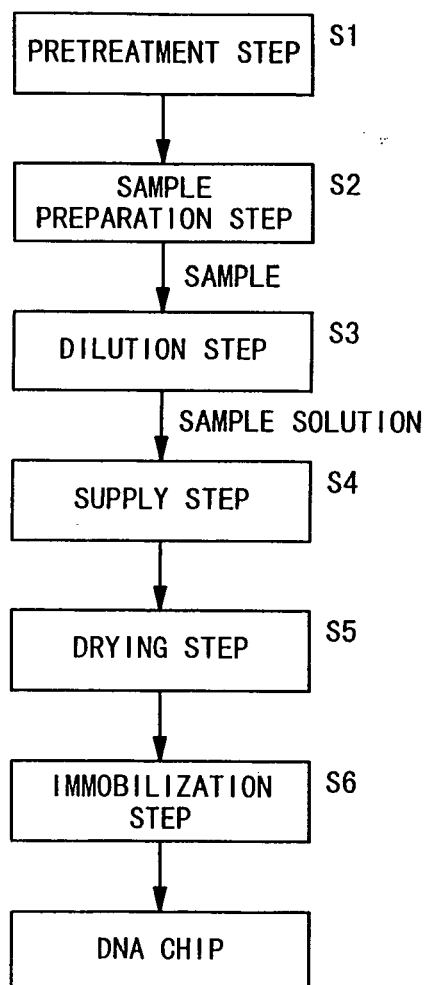 PRETREATMENT STEP
S1
SAMPLE
PREPARATION STEP
S2
SAMPLE
DILUTION STEP
S3
SAMPLE SOLUTION
SUPPLY STEP
S4
DRYING STEP
S5
IMMOBILIZATION
STEP
S6
DNA CHIP